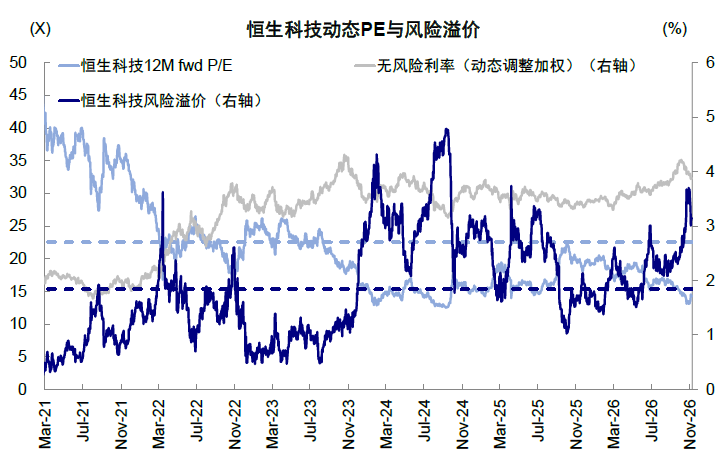 恒生科技动态PE与风险溢价
(X)
(%)
恒生科技12M fwd P/E
无风险利率（动态调整加权）（右轴）
恒生科技风险溢价（右轴）
50
45
40
35
30
25
20
15
10
5
0
6
5
4
3
2
1
0
Mar-21
Jul-21
Nov-21
Mar-22
Jul-22
Nov-22
Mar-23
Jul-23
Nov-23
Mar-24
Jul-24
Nov-24
Mar-25
Jul-25
Nov-25
Mar-26
Jul-26
Nov-26